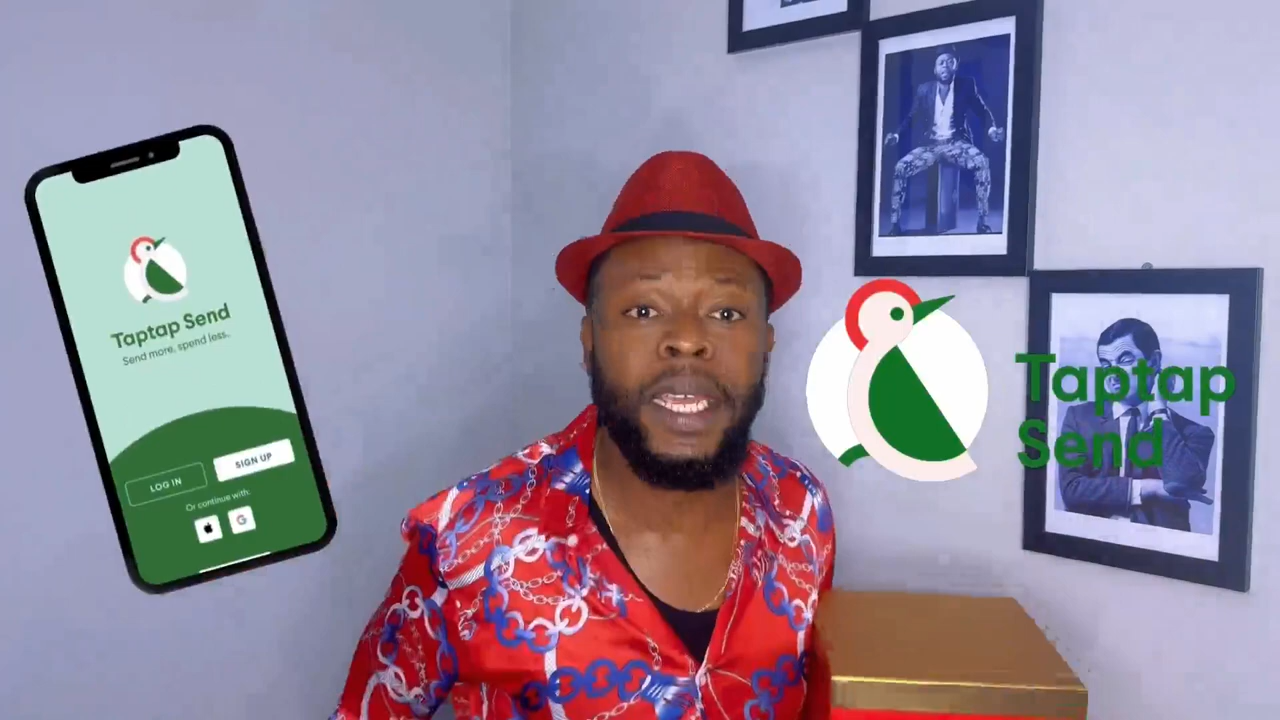 Taptap Send
Send more, spend less.
LOG IN
SIGN UP
Or continue with:
G
Taptap
Send